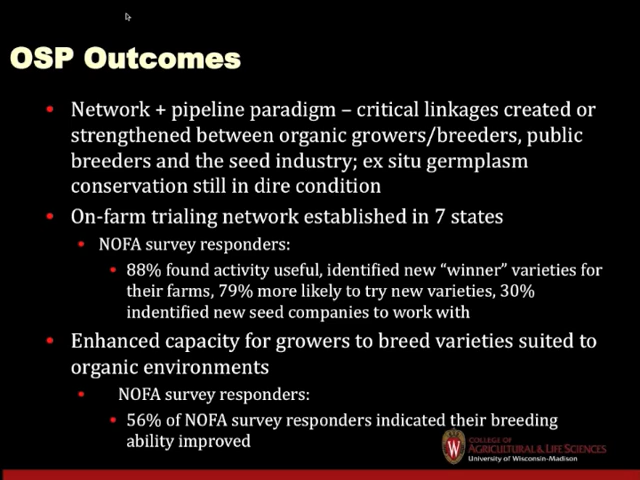 OSP Outcomes
• Network + pipeline paradigm – critical linkages created or
strengthened between organic growers/breeders, public
breeders and the seed industry; ex situ germplasm
conservation still in dire condition
• On-farm trialing network established in 7 states
• NOFA survey responders:
• 88% found activity useful, identified new “winner” varieties for
their farms, 79% more likely to try new varieties, 30%
indentified new seed companies to work with
• Enhanced capacity for growers to breed varieties suited to
organic environments
• NOFA survey responders:
• 56% of NOFA survey responders indicated their breeding
ability improved
COLLEGE OF
AGRICULTURAL & LIFE SCIENCES
University of Wisconsin-Madison